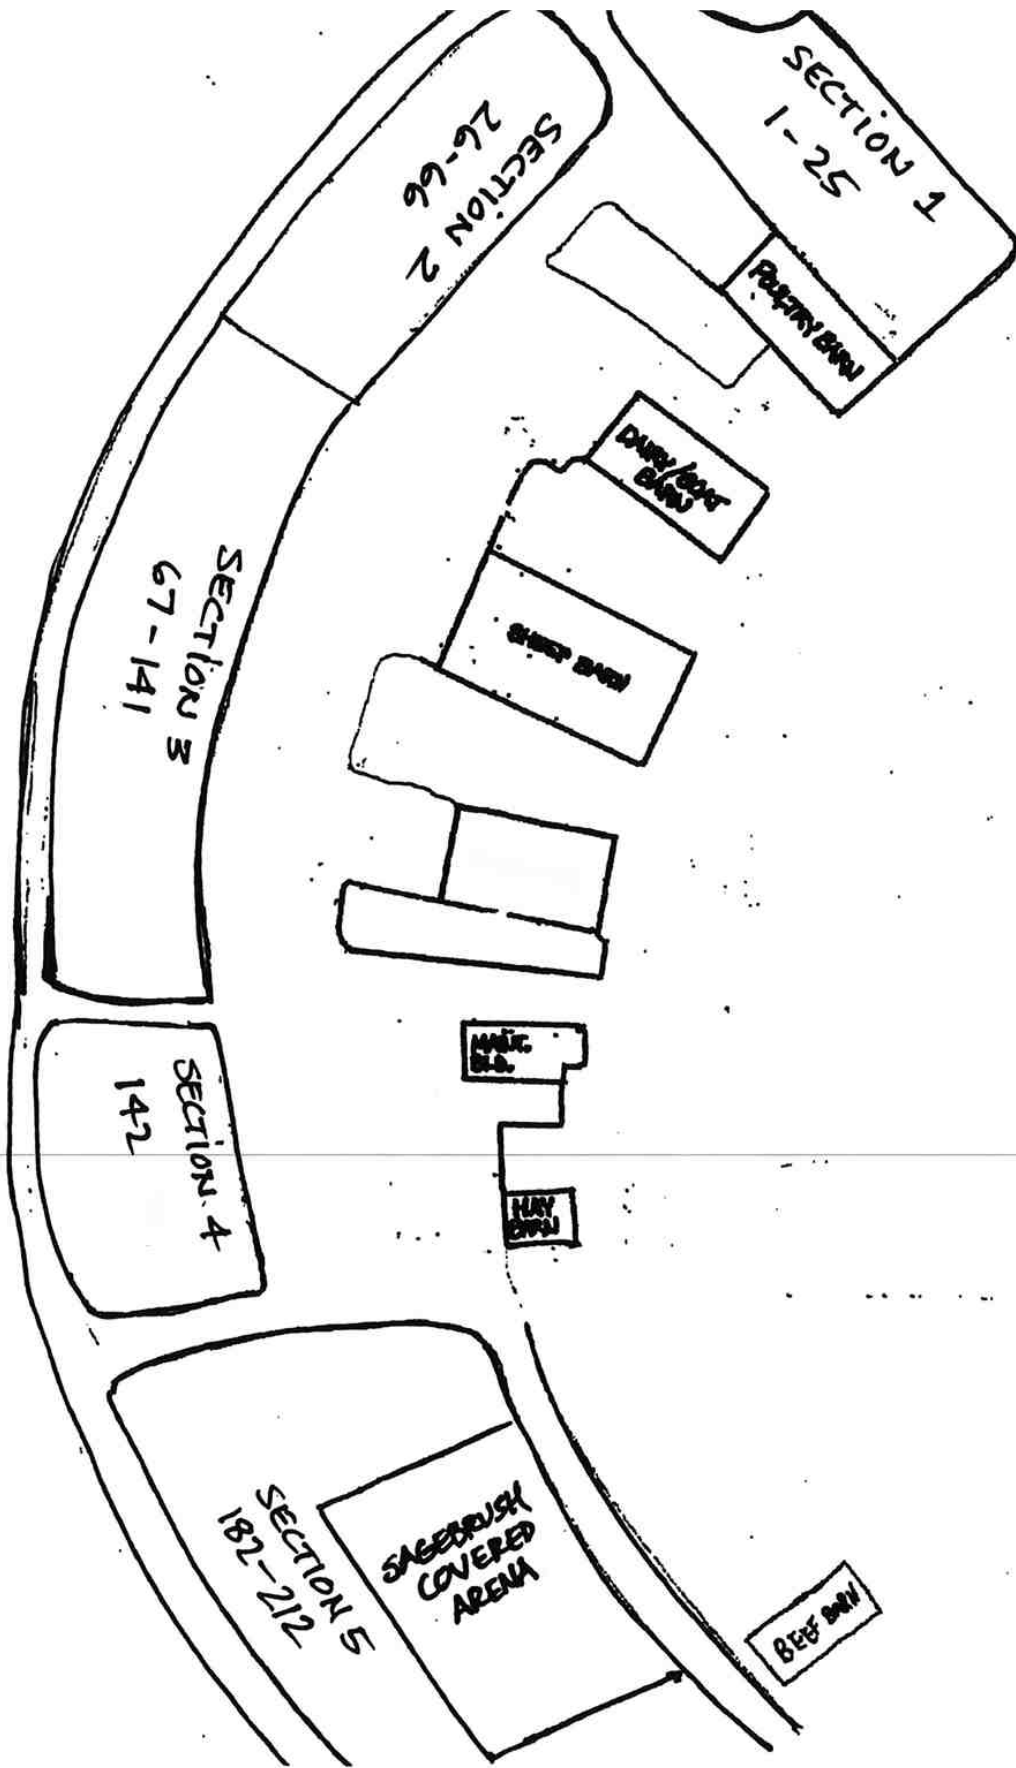 SECTION 1
1-25
SECTION 2
26-66
POULTRY BARN
DAIRY/GOAT
BARN
SHEEP BARN
SECTION 3
67-141
MAINT.
BLD.
SECTION 4
142
HAY
BARN
SECTION 5
182-212
SAGEBRUSH
COVERED
ARENA
BEEF BARN